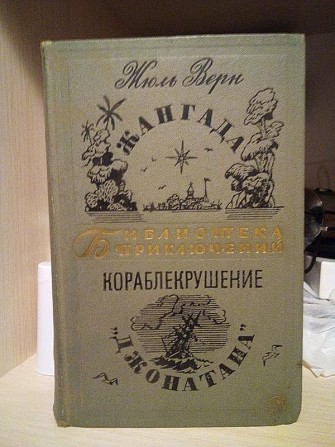 Жюль Верн
ЖАНГАДА
БИБЛИОТЕКА
ПРИКЛЮЧЕНИЙ
КОРАБЛЕКРУШЕНИЕ
"ДЖОНАТАНА"